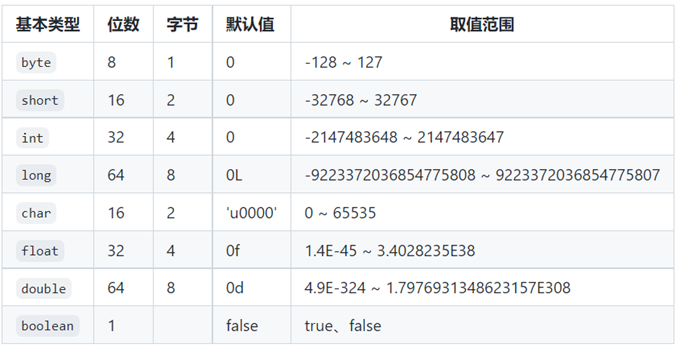 基本类型 位数 字节 默认值 取值范围
byte 8 1 0 -128 ~ 127
short 16 2 0 -32768 ~ 32767
int 32 4 0 -2147483648 ~ 2147483647
long 64 8 0L -9223372036854775808 ~ 9223372036854775807
char 16 2 'u0000' 0 ~ 65535
float 32 4 0f 1.4E-45 ~ 3.4028235E38
double 64 8 0d 4.9E-324 ~ 1.7976931348623157E308
boolean 1 false true、false